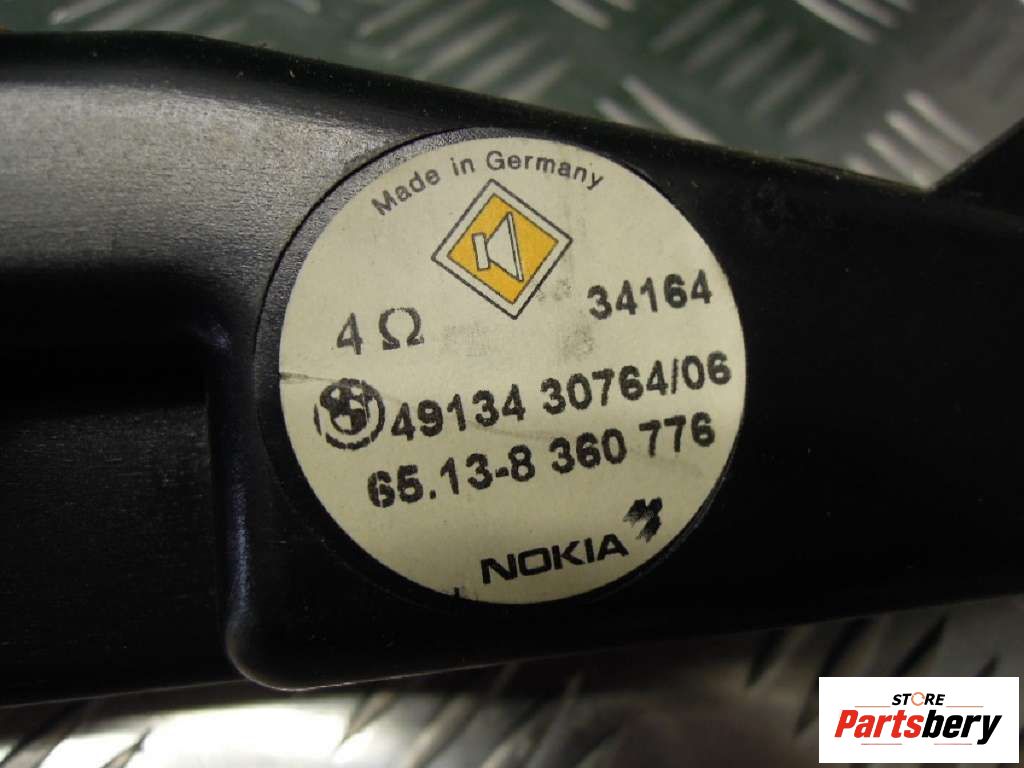 Made in Germany
34164
4 Ω
49134 30764/06
65.13-8 360 776
NOKIA
STORE
Partsbery